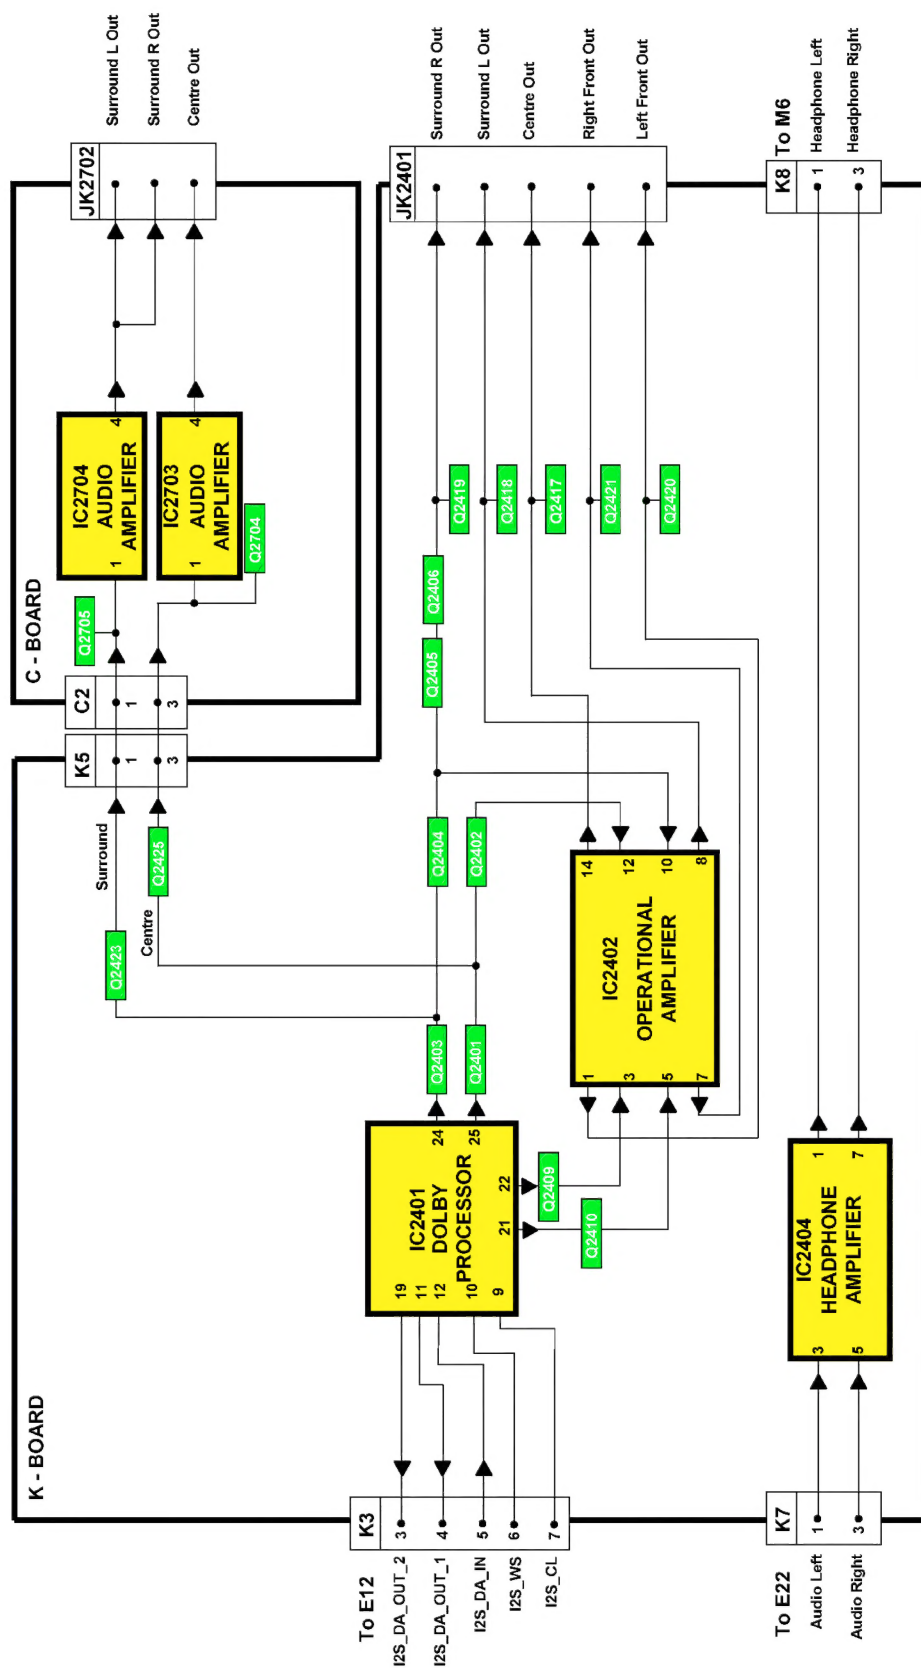 K - BOARD
C - BOARD
To E12
K3
3
4
5
6
7
I2S_DA_OUT_2
I2S_DA_OUT_1
I2S_DA_IN
I2S_WS
I2S_CL
IC2401
DOLBY
PROCESSOR
19
11
12
10
9
24
25
22
21
Q2403
Q2401
Q2409
Q2410
Q2423
Surround
Centre
Q2425
Q2404
Q2402
Q2405
Q2406
K5
1
3
C2
1
3
Q2705
Q2704
IC2704
AUDIO
AMPLIFIER
1
4
IC2703
AUDIO
AMPLIFIER
1
4
JK2702
Surround L Out
Surround R Out
Centre Out
IC2402
OPERATIONAL
AMPLIFIER
1
3
5
7
14
12
10
8
Q2419
Q2418
Q2417
Q2421
Q2420
JK2401
Surround R Out
Surround L Out
Centre Out
Right Front Out
Left Front Out
To E22
K7
1
3
Audio Left
Audio Right
IC2404
HEADPHONE
AMPLIFIER
3
5
1
7
K8
To M6
1
3
Headphone Left
Headphone Right